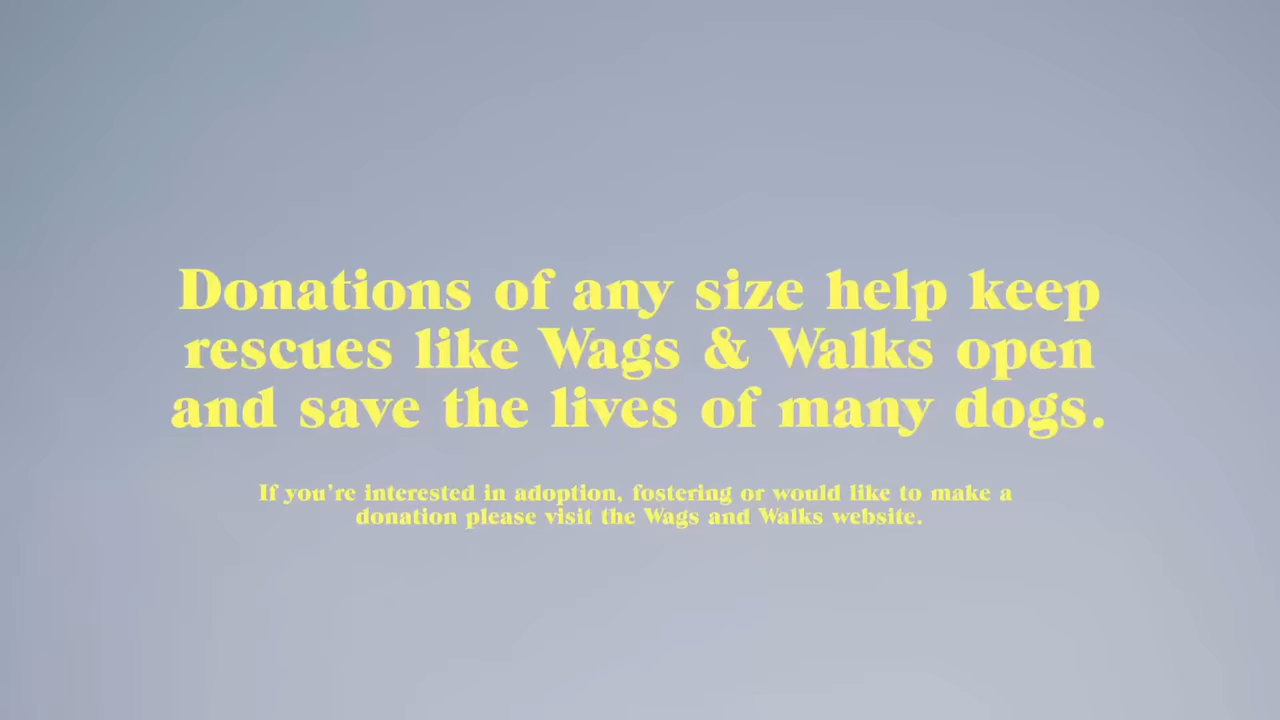 Donations of any size help keep
rescues like Wags & Walks open
and save the lives of many dogs.
If you're interested in adoption, fostering or would like to make a
donation please visit the Wags and Walks website.